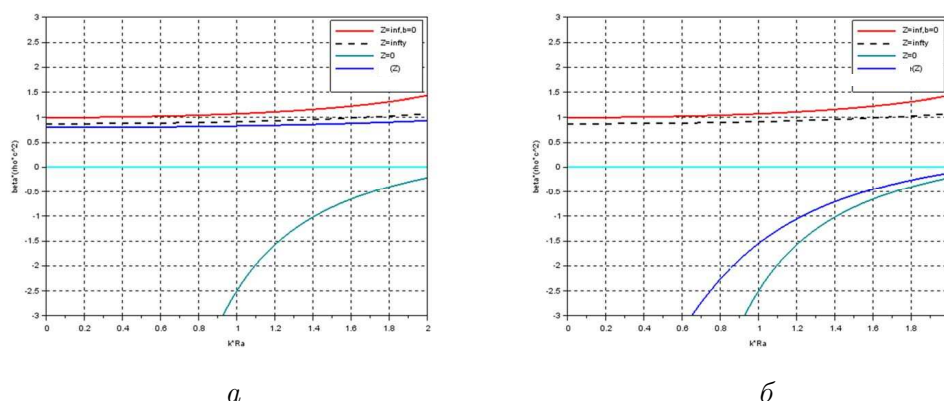 3
2.5
2
1.5
1
0.5
0
-0.5
-1
-1.5
-2
-2.5
-3
beta*(rho*c^2)
0 0.2 0.4 0.6 0.8 1 1.2 1.4 1.6 1.8 2
k*Ra
Z=inf,b=0
Z=infty
Z=0
(Z)
а
3
2.5
2
1.5
1
0.5
0
-0.5
-1
-1.5
-2
-2.5
-3
beta*(rho*c^2)
0 0.2 0.4 0.6 0.8 1 1.2 1.4 1.6 1.8
k*Ra
Z=inf,b=0
Z=infty
Z=0
(Z)
б